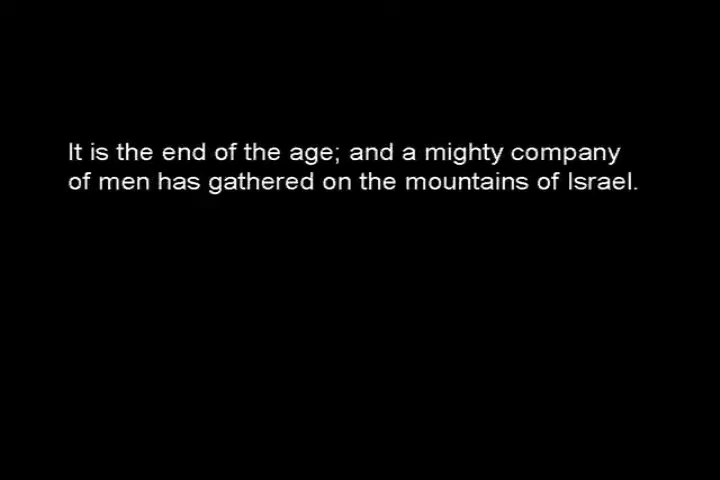 It is the end of the age; and a mighty company
of men has gathered on the mountains of Israel.